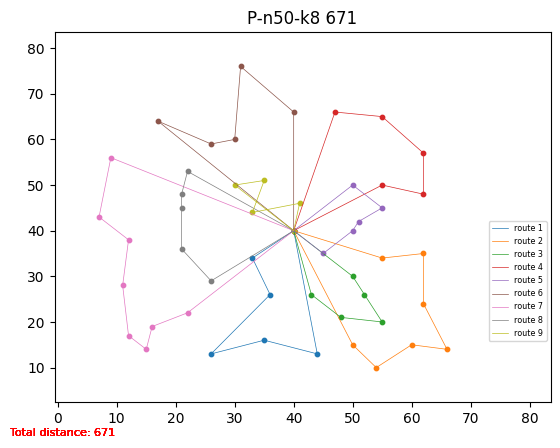 P-n50-k8 671
80
70
60
50
40
30
20
10
0 10 20 30 40 50 60 70 80
route 1
route 2
route 3
route 4
route 5
route 6
route 7
route 8
route 9
Total distance: 671